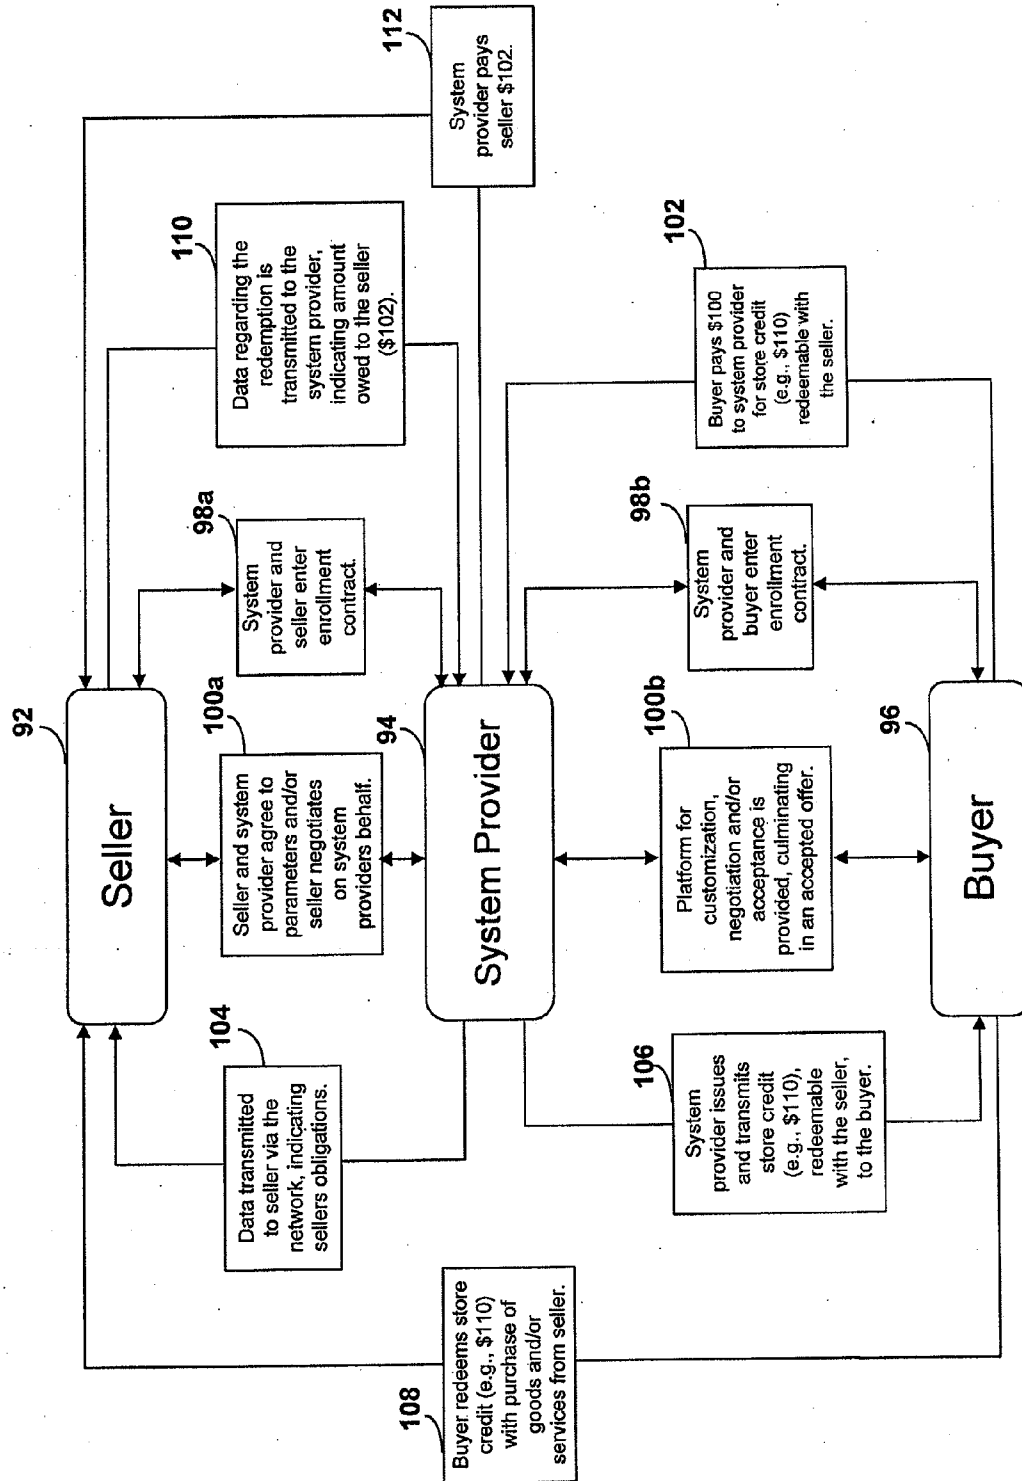 92
Seller
112
System
provider pays
seller $102.
110
Data regarding the
redemption is
transmitted to the
system provider,
indicating amount
owed to the seller
($102).
98a
System
provider and
seller enter
enrollment
contract.
100a
Seller and system
provider agree to
parameters and/or
seller negotiates
on system
providers behalf.
104
Data transmitted
to seller via the
network, indicating
sellers obligations.
94
System Provider
108
Buyer redeems store
credit (e.g., $110)
with purchase of
goods and/or
services from seller.
106
System
provider issues
and transmits
store credit
(e.g., $110),
redeemable
with the seller,
to the buyer.
100b
Platform for
customization,
negotiation and/or
acceptance is
provided, culminating
in an accepted offer.
98b
System
provider and
buyer enter
enrollment
contract.
102
Buyer pays $100
to system provider
for store credit
(e.g., $110)
redeemable with
the seller.
96
Buyer